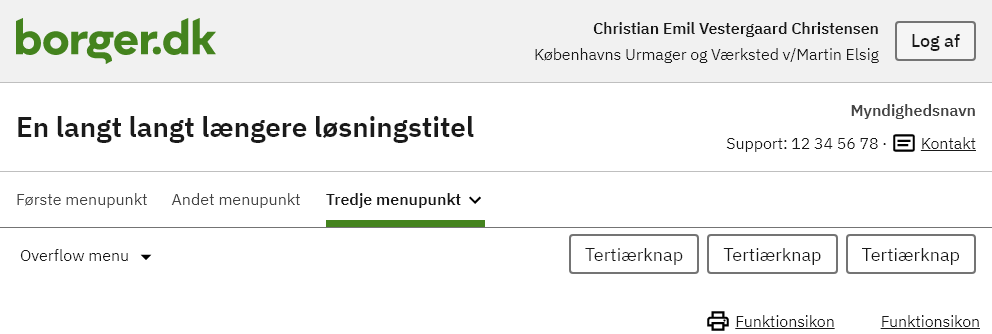 borger.dk
Christian Emil Vestergaard Christensen
Københavns Urmager og Værksted v/Martin Elsig
Log af
En langt langt længere løsningstitel
Myndighedsnavn
Support: 12 34 56 78 · Kontakt
Første menupunkt Andet menupunkt Tredje menupunkt
Overflow menu Tertiærknap Tertiærknap Tertiærknap
Funktionsikon Funktionsikon